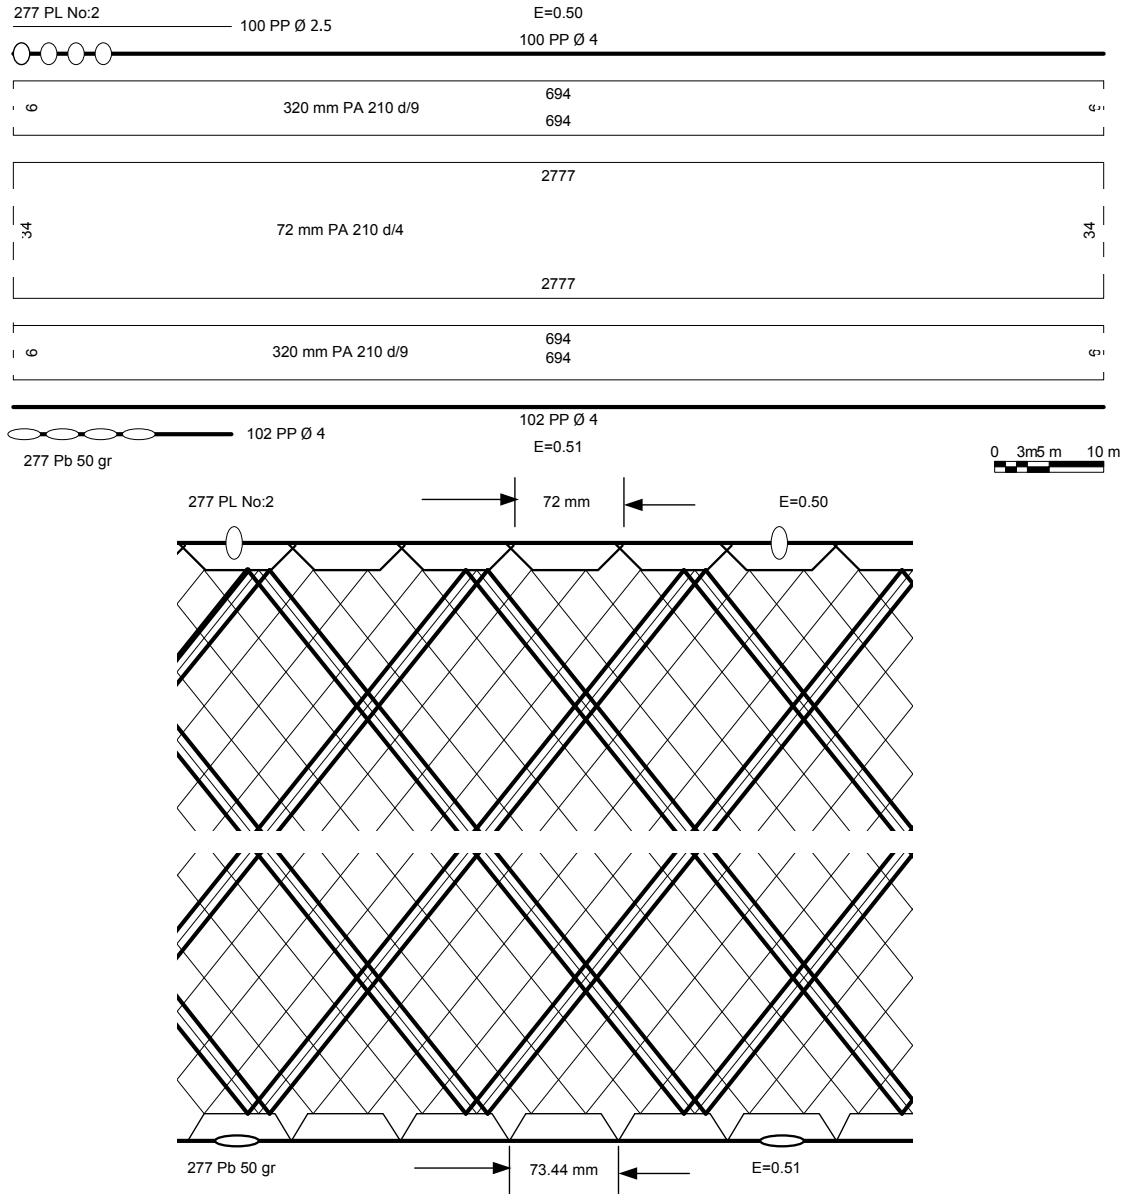 277 PL No:2
E=0.50
100 PP Ø 2.5
100 PP Ø 4
694
6
320 mm PA 210 d/9
6
694
2777
34
72 mm PA 210 d/4
34
2777
694
6
320 mm PA 210 d/9
6
694
102 PP Ø 4
102 PP Ø 4
E=0.51
277 Pb 50 gr
0 3m5 m 10 m
277 PL No:2
72 mm
E=0.50
277 Pb 50 gr
73.44 mm
E=0.51